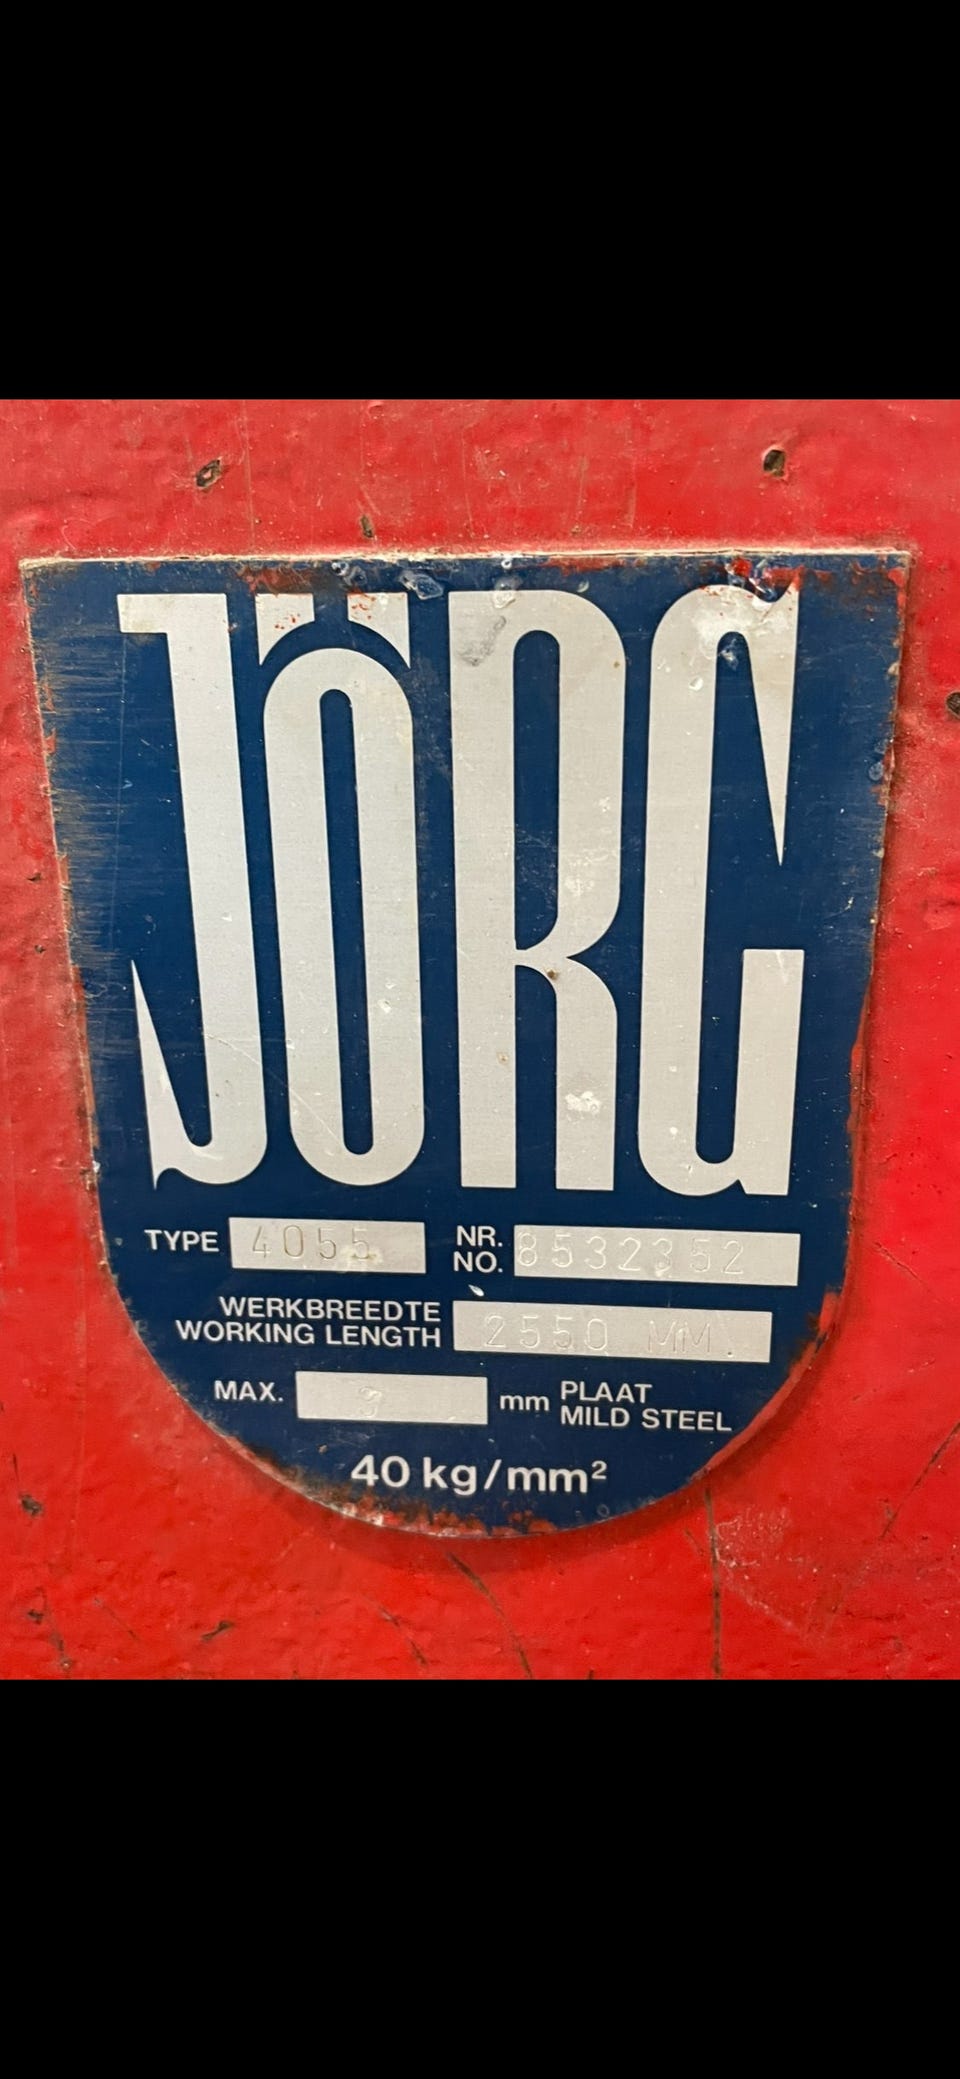 JÖRG
TYPE 4055 NR. NO. 8532352
WERKBREEDTE
WORKING LENGTH 2550 MM.
MAX. 3 mm PLAAT
MILD STEEL
40 kg/mm²